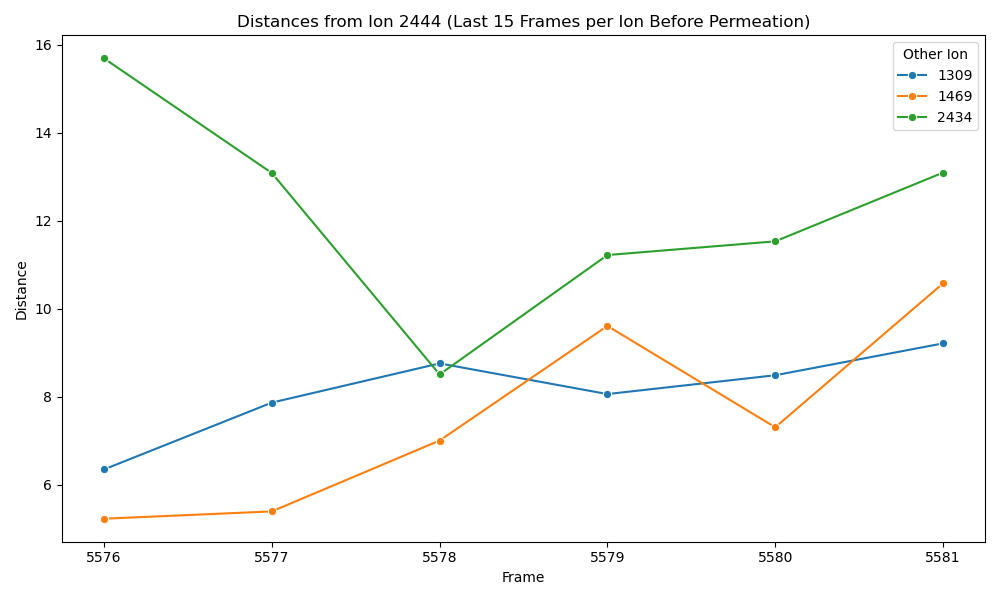 Distances from Ion 2444 (Last 15 Frames per Ion Before Permeation)
Other Ion
1309
1469
2434
16
14
12
10
8
6
Distance
5576 5577 5578 5579 5580 5581
Frame